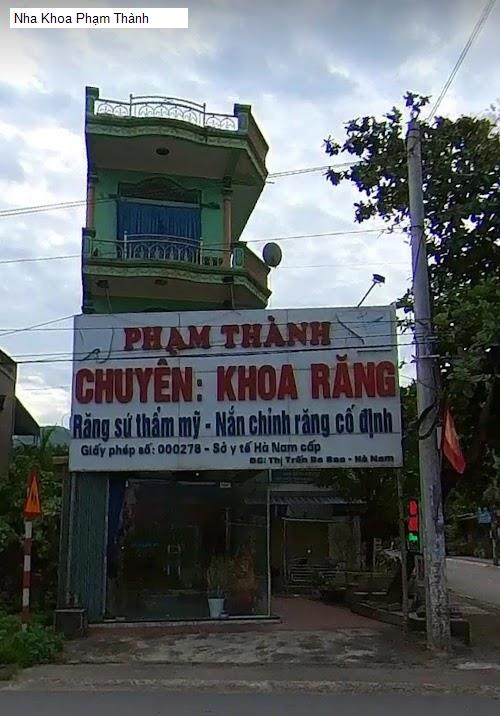 Nha Khoa Phạm Thành
PHẠM THÀNH
CHUYÊN: KHOA RĂNG
Răng sứ thẩm mỹ - Nắn chỉnh răng cố định
Giấy phép số: 000278 - Sở y tế Hà Nam cấp
ĐC: Thị Trấn Ba Sao - Hà Nam